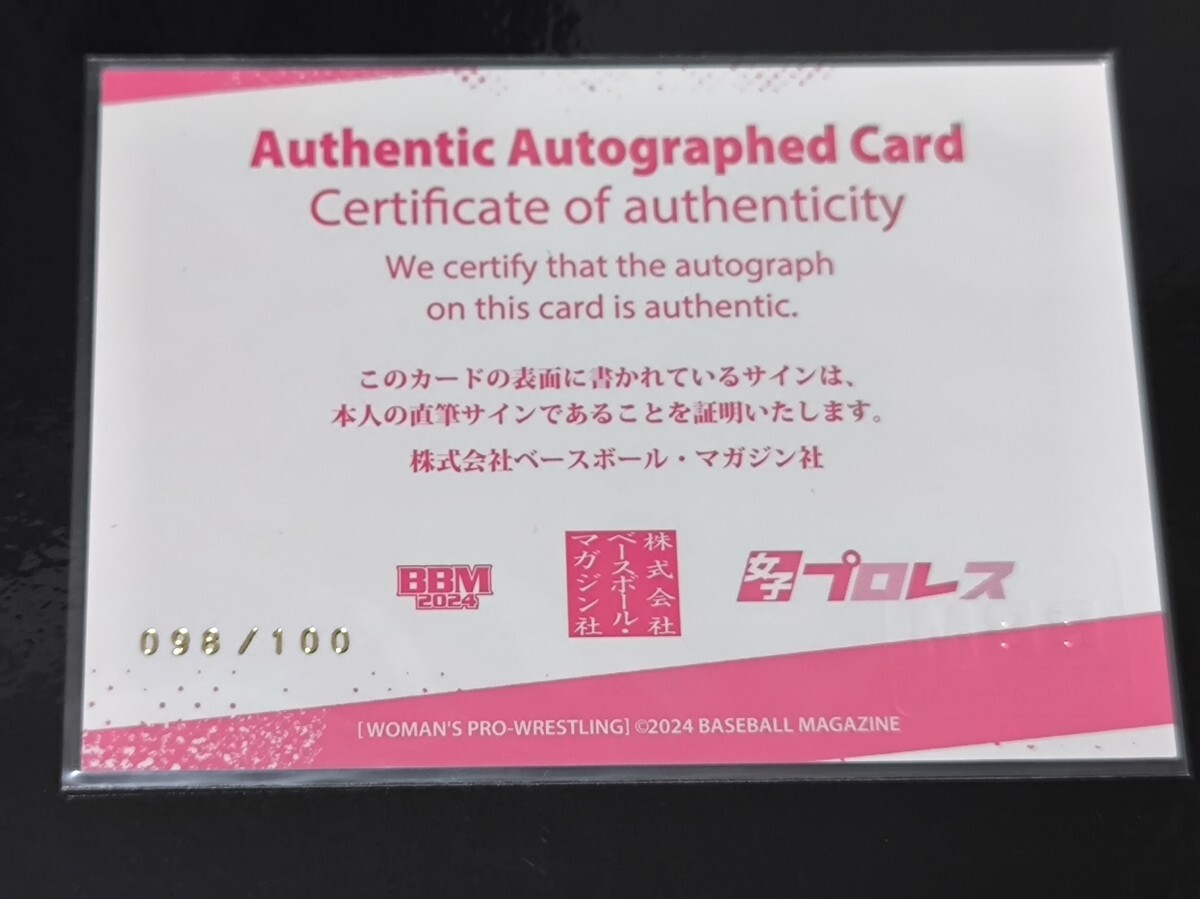 Authentic Autographed Card
Certificate of authenticity
We certify that the autograph
on this card is authentic.
このカードの表面に書かれているサインは、
本人の直筆サインであることを証明いたします。
株式会社ベースボール・マガジン社
BBM
2024
株式会社
ベースボール・
マガジン社
女子プロレス
098/100
[WOMAN'S PRO-WRESTLING] ©2024 BASEBALL MAGAZINE